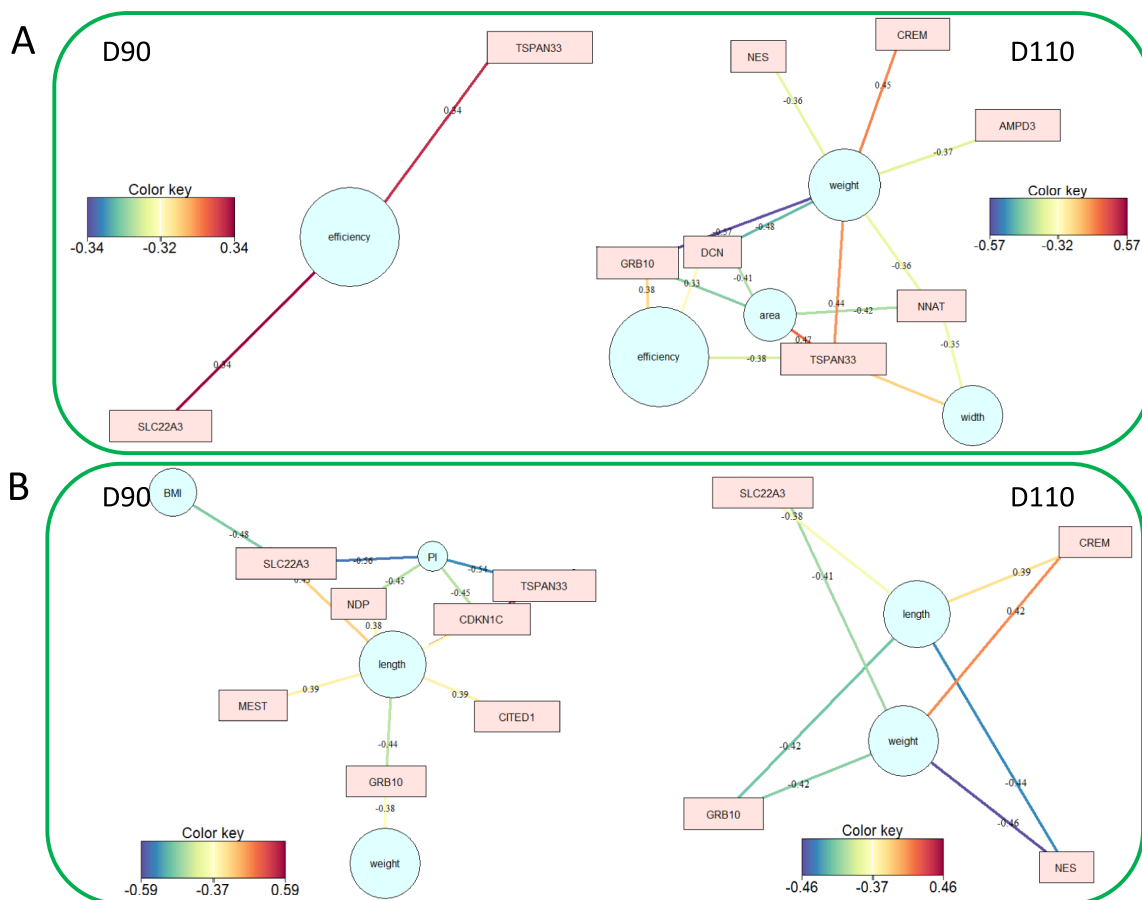 A
D90
TSPAN33
0.34
Color key
-0.34 -0.32 0.34
efficiency
0.34
SLC22A3
D110
CREM
NES
0.45
-0.36
AMPD3
-0.37
weight
Color key
-0.57 -0.32 0.57
-0.57
-0.48
DCN
GRB10
-0.41
-0.36
0.38
0.33
NNAT
area
0.44
-0.42
0.47
-0.35
efficiency
-0.38
TSPAN33
width
B
D90
BMI
-0.48
SLC22A3
-0.56
PI
-0.54
TSPAN33
-0.45
-0.45
NDP
CDKN1C
0.38
length
0.39
MEST
0.39
CITED1
-0.44
GRB10
-0.38
Color key
-0.59 -0.37 0.59
weight
D110
SLC22A3
-0.38
CREM
0.39
-0.41
0.42
length
weight
-0.42
-0.42
-0.44
GRB10
-0.46
Color key
-0.46 -0.37 0.46
NES